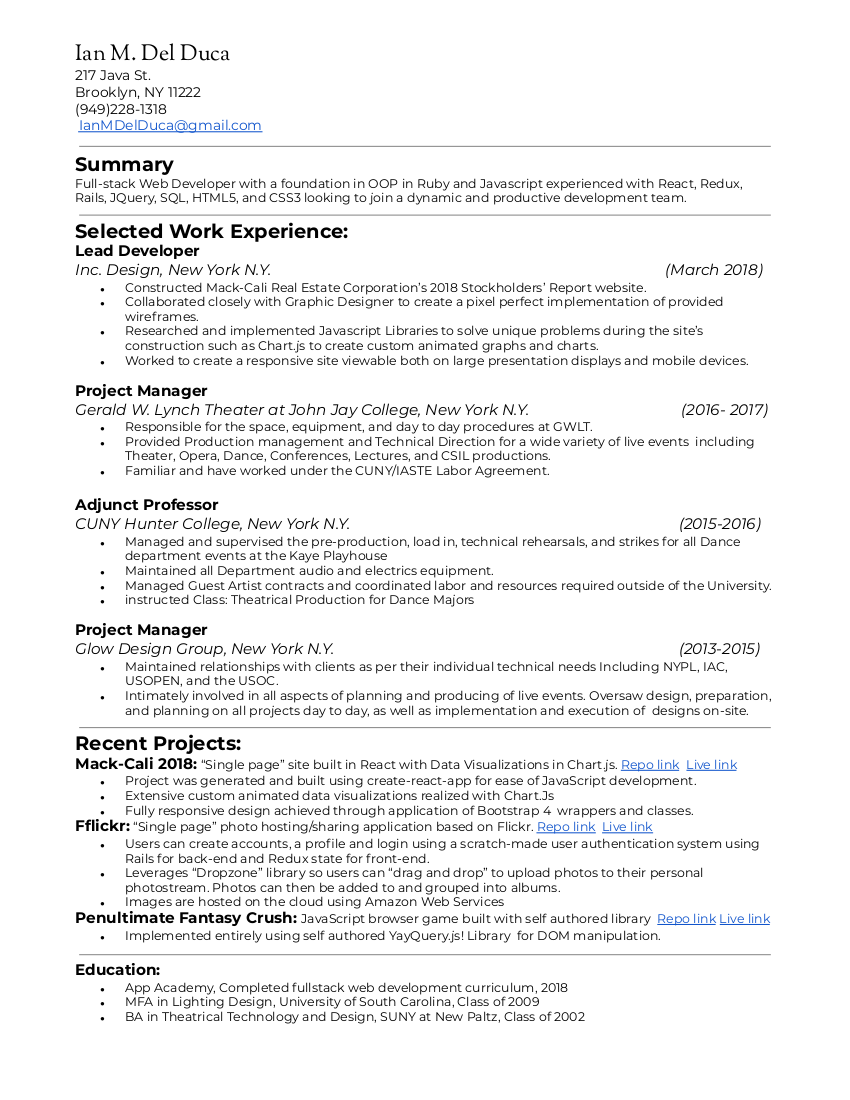 Ian M. Del Duca
217 Java St.
Brooklyn, NY 11222
(949)228-1318
IanMDelDuca@gmail.com
Summary
Full-stack Web Developer with a foundation in OOP in Ruby and Javascript experienced with React, Redux,
Rails, JQuery, SQL, HTML5, and CSS3 looking to join a dynamic and productive development team.
Selected Work Experience:
Lead Developer
Inc. Design, New York N.Y. (March 2018)
• Constructed Mack-Cali Real Estate Corporation's 2018 Stockholders' Report website.
• Collaborated closely with Graphic Designer to create a pixel perfect implementation of provided
wireframes.
• Researched and implemented Javascript Libraries to solve unique problems during the site's
construction such as Chart.js to create custom animated graphs and charts.
• Worked to create a responsive site viewable both on large presentation displays and mobile devices.
Project Manager
Gerald W. Lynch Theater at John Jay College, New York N.Y. (2016- 2017)
• Responsible for the space, equipment, and day to day procedures at GWLT.
• Provided Production management and Technical Direction for a wide variety of live events including
Theater, Opera, Dance, Conferences, Lectures, and CSIL productions.
• Familiar and have worked under the CUNY/IASTE Labor Agreement.
Adjunct Professor
CUNY Hunter College, New York N.Y. (2015-2016)
• Managed and supervised the pre-production, load in, technical rehearsals, and strikes for all Dance
department events at the Kaye Playhouse
• Maintained all Department audio and electrics equipment.
• Managed Guest Artist contracts and coordinated labor and resources required outside of the University.
• instructed Class: Theatrical Production for Dance Majors
Project Manager
Glow Design Group, New York N.Y. (2013-2015)
• Maintained relationships with clients as per their individual technical needs Including NYPL, IAC,
USOPEN, and the USOC.
• Intimately involved in all aspects of planning and producing of live events. Oversaw design, preparation,
and planning on all projects day to day, as well as implementation and execution of designs on-site.
Recent Projects:
Mack-Cali 2018: “Single page” site built in React with Data Visualizations in Chart.js. Repo link Live link
• Project was generated and built using create-react-app for ease of JavaScript development.
• Extensive custom animated data visualizations realized with Chart.Js
• Fully responsive design achieved through application of Bootstrap 4 wrappers and classes.
Fflickr: “Single page” photo hosting/sharing application based on Flickr. Repo link Live link
• Users can create accounts, a profile and login using a scratch-made user authentication system using
Rails for back-end and Redux state for front-end.
• Leverages “Dropzone” library so users can “drag and drop” to upload photos to their personal
photostream. Photos can then be added to and grouped into albums.
• Images are hosted on the cloud using Amazon Web Services
Penultimate Fantasy Crush: JavaScript browser game built with self authored library Repo link Live link
• Implemented entirely using self authored YayQuery.js! Library for DOM manipulation.
Education:
• App Academy, Completed fullstack web development curriculum, 2018
• MFA in Lighting Design, University of South Carolina, Class of 2009
• BA in Theatrical Technology and Design, SUNY at New Paltz, Class of 2002